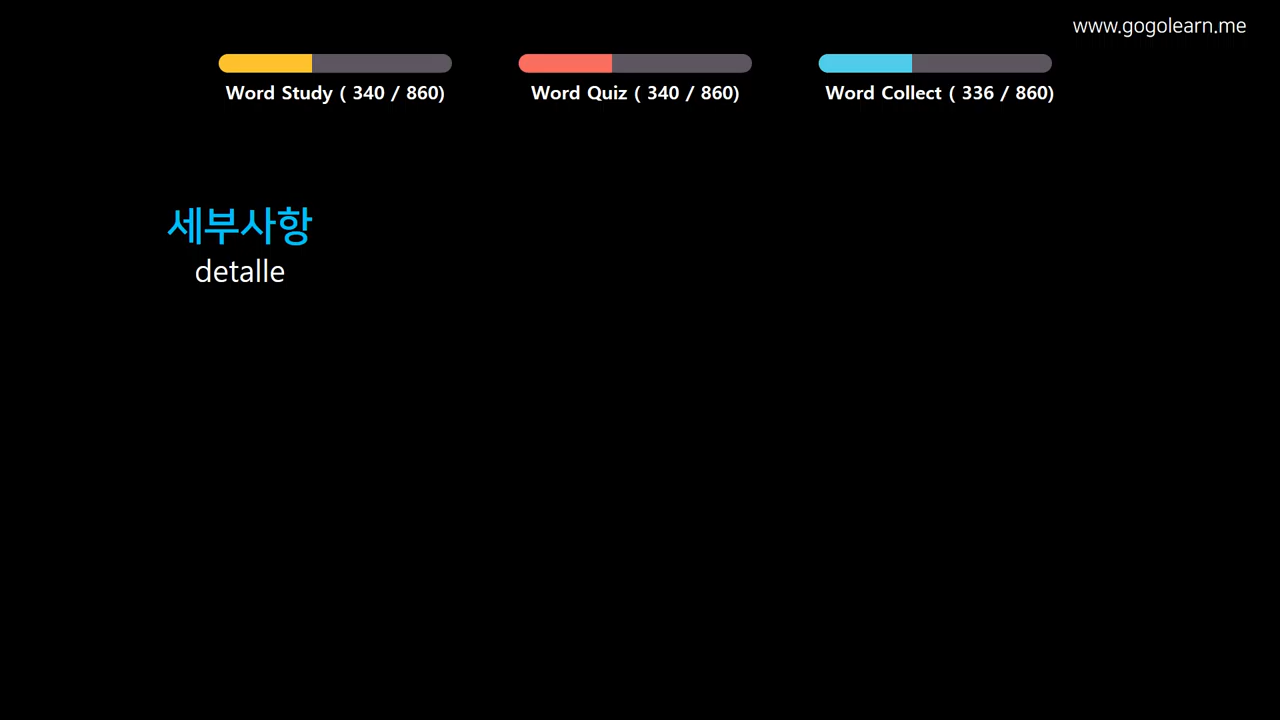 www.gogolearn.me
Word Study ( 340 / 860)
Word Quiz ( 340 / 860)
Word Collect ( 336 / 860)
세부사항
detalle